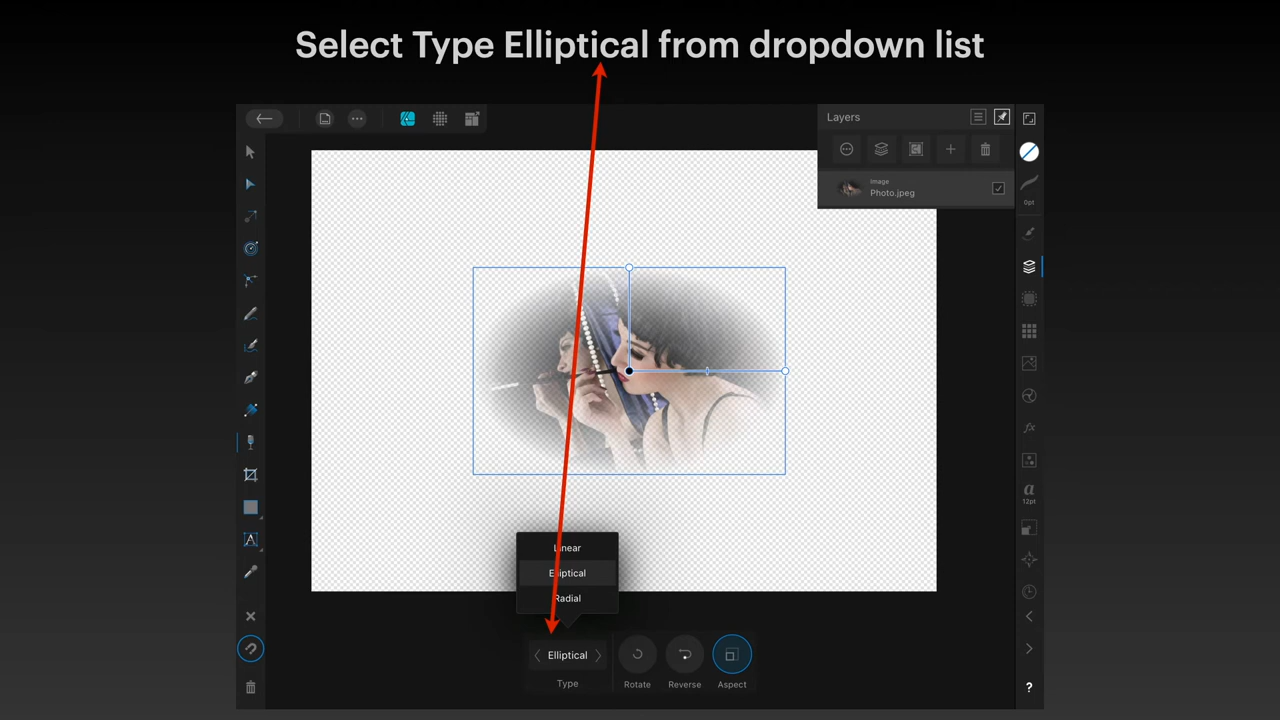 Select Type Elliptical from dropdown list
Layers
Image
Photo.jpeg
0pt
fx
a
12pt
A
Linear
Elliptical
Radial
Elliptical
Type
Rotate
Reverse
Aspect
?